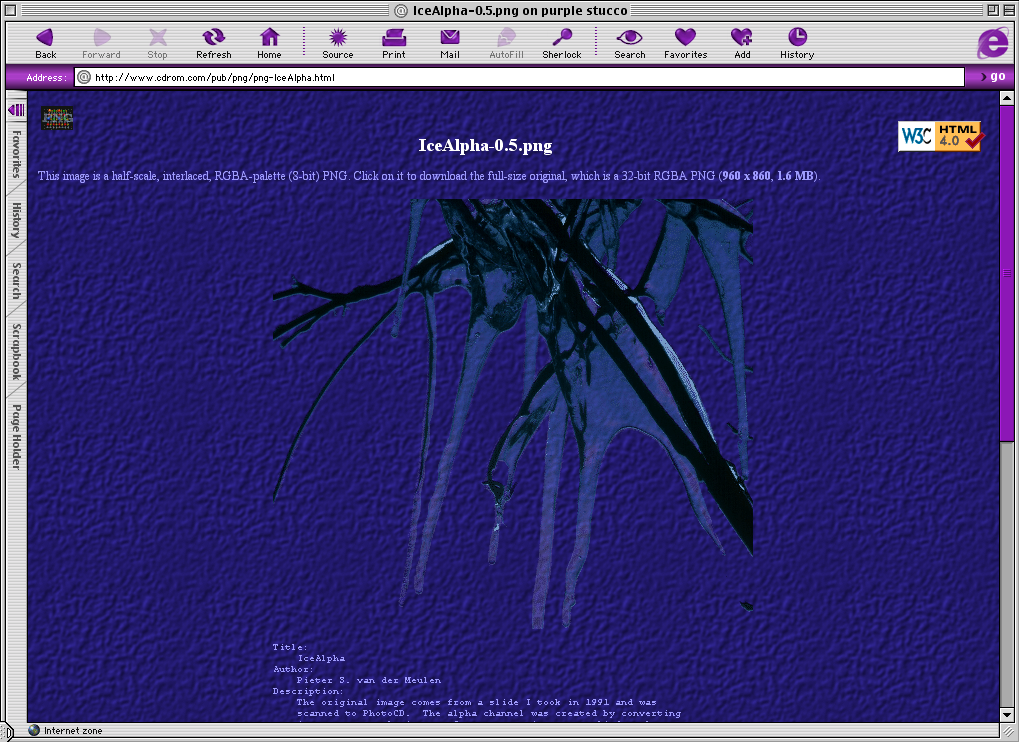 IceAlpha-0.5.png on purple stucco
Back Forward Stop Refresh Home Source Print Mail AutoFill Sherlock Search Favorites Add History
Address: http://www.cdrom.com/pub/png/png-IceAlpha.html go
Favorites
History
Search
Scrapbook
Page Holder
PNG
W3C HTML 4.0
IceAlpha-0.5.png
This image is a half-scale, interlaced, RGBA-palette (8-bit) PNG. Click on it to download the full-size original, which is a 32-bit RGBA PNG (960 x 860, 1.6 MB).
Title:
IceAlpha
Author:
Pieter S. van der Meulen
Description:
The original image comes from a slide I took in 1991 and was
scanned to PhotoCD. The alpha channel was created by converting
Internet zone